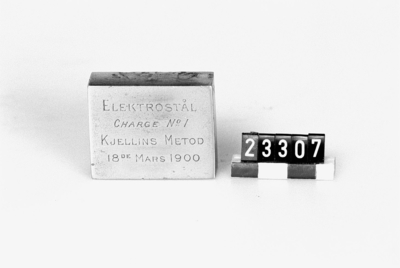 ELEKTROSTÅL
CHARGE No 1
KJELLINS METOD
18DE MARS 1900
23307